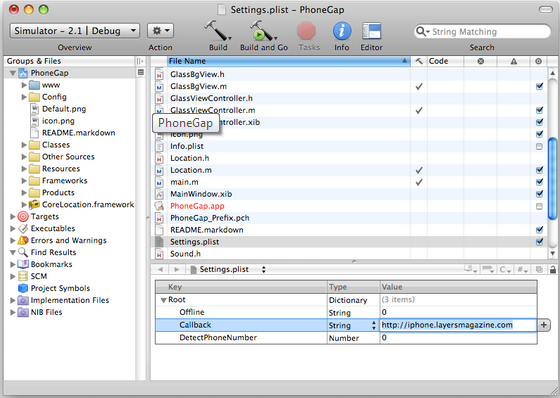 Settings.plist – PhoneGap
Simulator - 2.1 | Debug
String Matching
Overview
Action
Build
Build and Go
Tasks
Info
Editor
Search
Groups & Files
File Name
Code
PhoneGap
www
Config
Default.png
icon.png
README.markdown
Classes
Other Sources
Resources
Frameworks
Products
CoreLocation.framework
Targets
Executables
Errors and Warnings
Find Results
Bookmarks
SCM
Project Symbols
Implementation Files
NIB Files
GlassBgView.h
GlassBgView.m
GlassViewController.h
GlassViewController.m
controller.xib
PhoneGap
icon.png
Info.plist
Location.h
Location.m
main.m
MainWindow.xib
PhoneGap.app
PhoneGap_Prefix.pch
README.markdown
Settings.plist
Sound.h
Settings.plist
C
#
Key Type Value
Root Dictionary (3 items)
Offline String 0
Callback String http://iphone.layersmagazine.com
DetectPhoneNumber Number 0